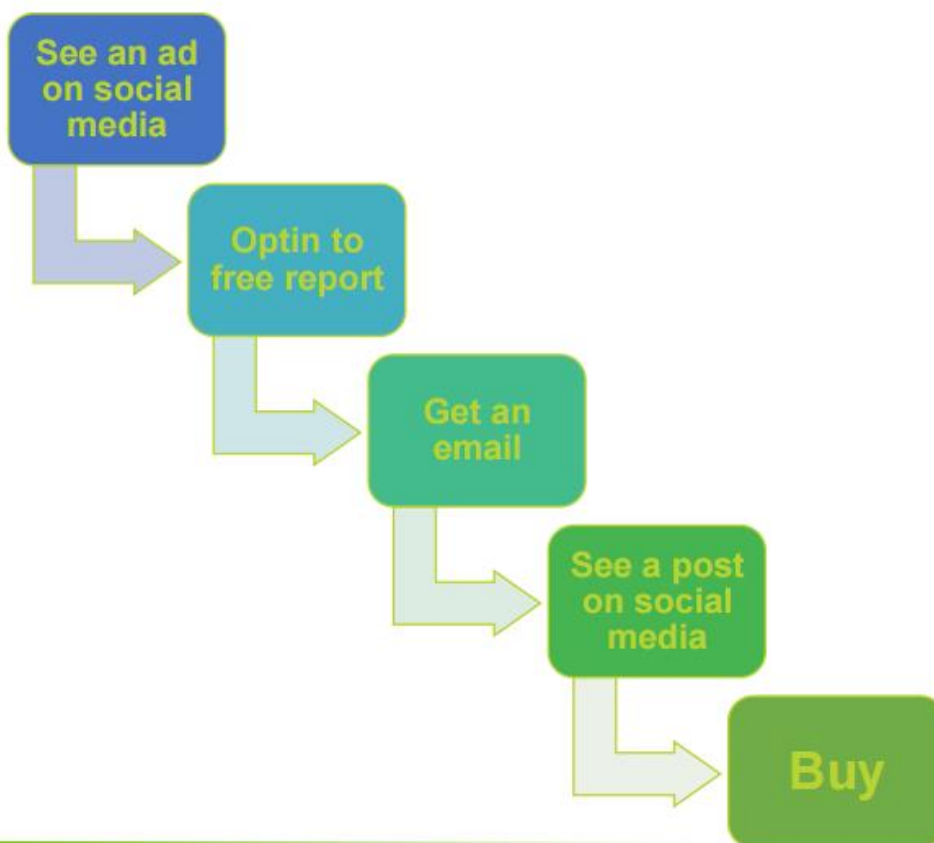 See an ad
on social
media
Optin to
free report
Get an
email
See a post
on social
media
Buy